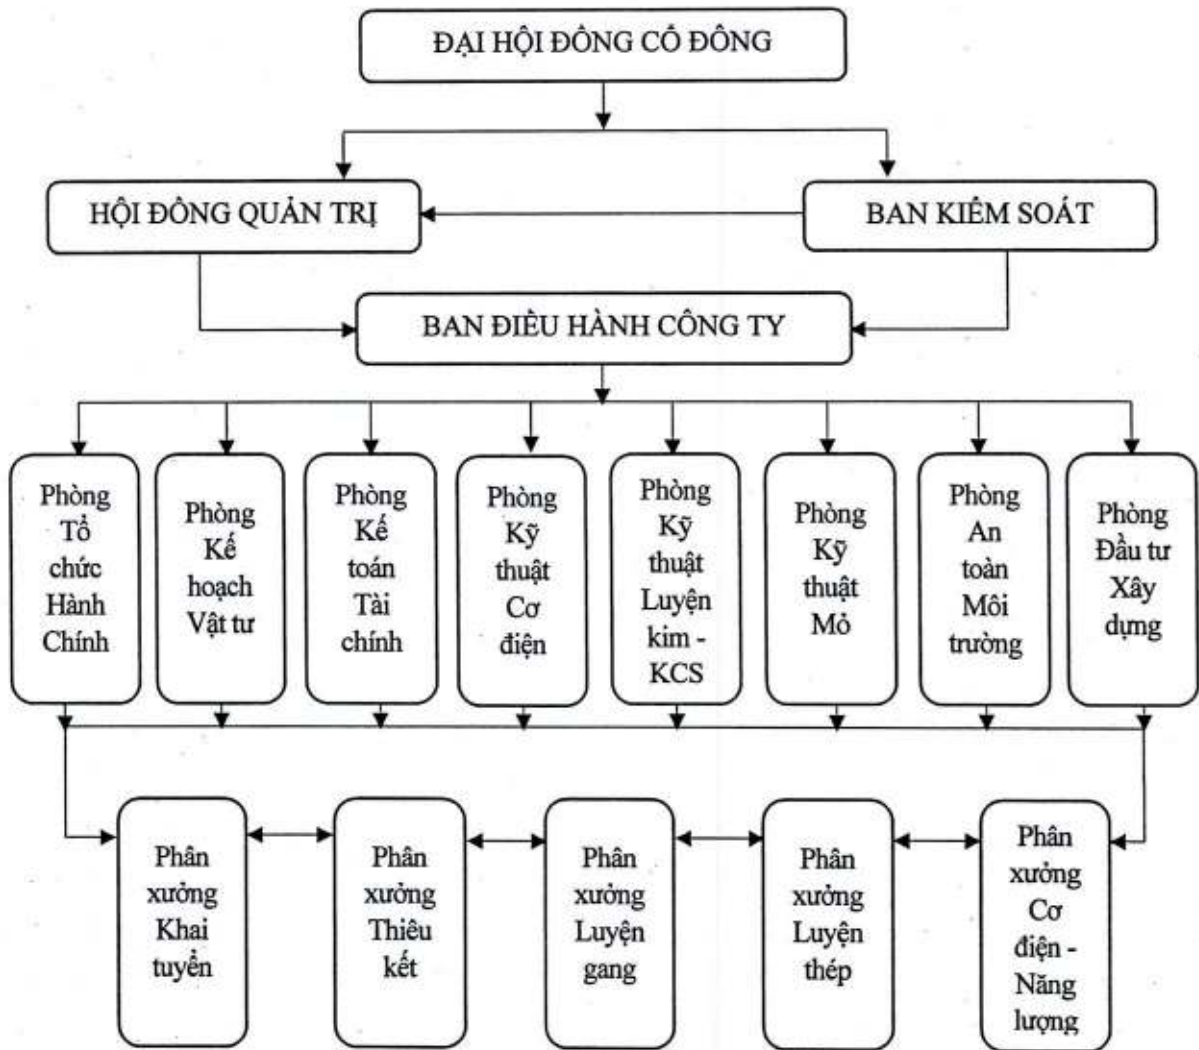 ĐẠI HỘI ĐỒNG CỔ ĐÔNG
HỘI ĐỒNG QUẢN TRỊ
BAN KIỂM SOÁT
BAN ĐIỀU HÀNH CÔNG TY
Phòng
Tổ
chức
Hành
Chính
Phòng
Kế
hoạch
Vật tư
Phòng
Kế
toán
Tài
chính
Phòng
Kỹ
thuật
Cơ
điện
Phòng
Kỹ
thuật
Luyện
kim -
KCS
Phòng
Kỹ
thuật
Mỏ
Phòng
An
toàn
Môi
trường
Phòng
Đầu tư
Xây
dựng
Phân
xưởng
Khai
tuyển
Phân
xưởng
Thiêu
kết
Phân
xưởng
Luyện
gang
Phân
xưởng
Luyện
thép
Phân
xưởng
Cơ
điện -
Năng
lượng